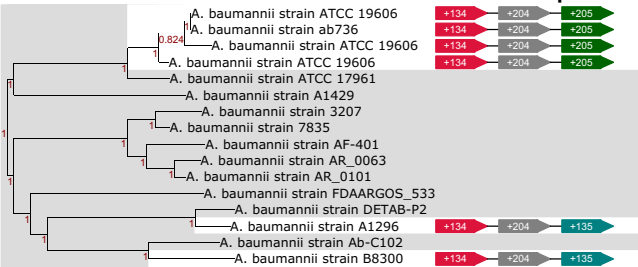 A. baumannii strain ATCC 19606 +134 +204 +205
A. baumannii strain ab736 +134 +204 +205
0.824
1
A. baumannii strain ATCC 19606 +134 +204 +205
1
A. baumannii strain ATCC 19606 +134 +204 +205
1
A. baumannii strain ATCC 17961
1
A. baumannii strain A1429
A. baumannii strain 3207
1
A. baumannii strain 7835
1
1
A. baumannii strain AF-401
1
A. baumannii strain AR_0063
1
A. baumannii strain AR_0101
1
1
A. baumannii strain FDAARGOS_533
A. baumannii strain DETAB-P2
1
1
A. baumannii strain A1296 +134 +204 +135
1
A. baumannii strain Ab-C102
1
1
A. baumannii strain B8300 +134 +204 +135